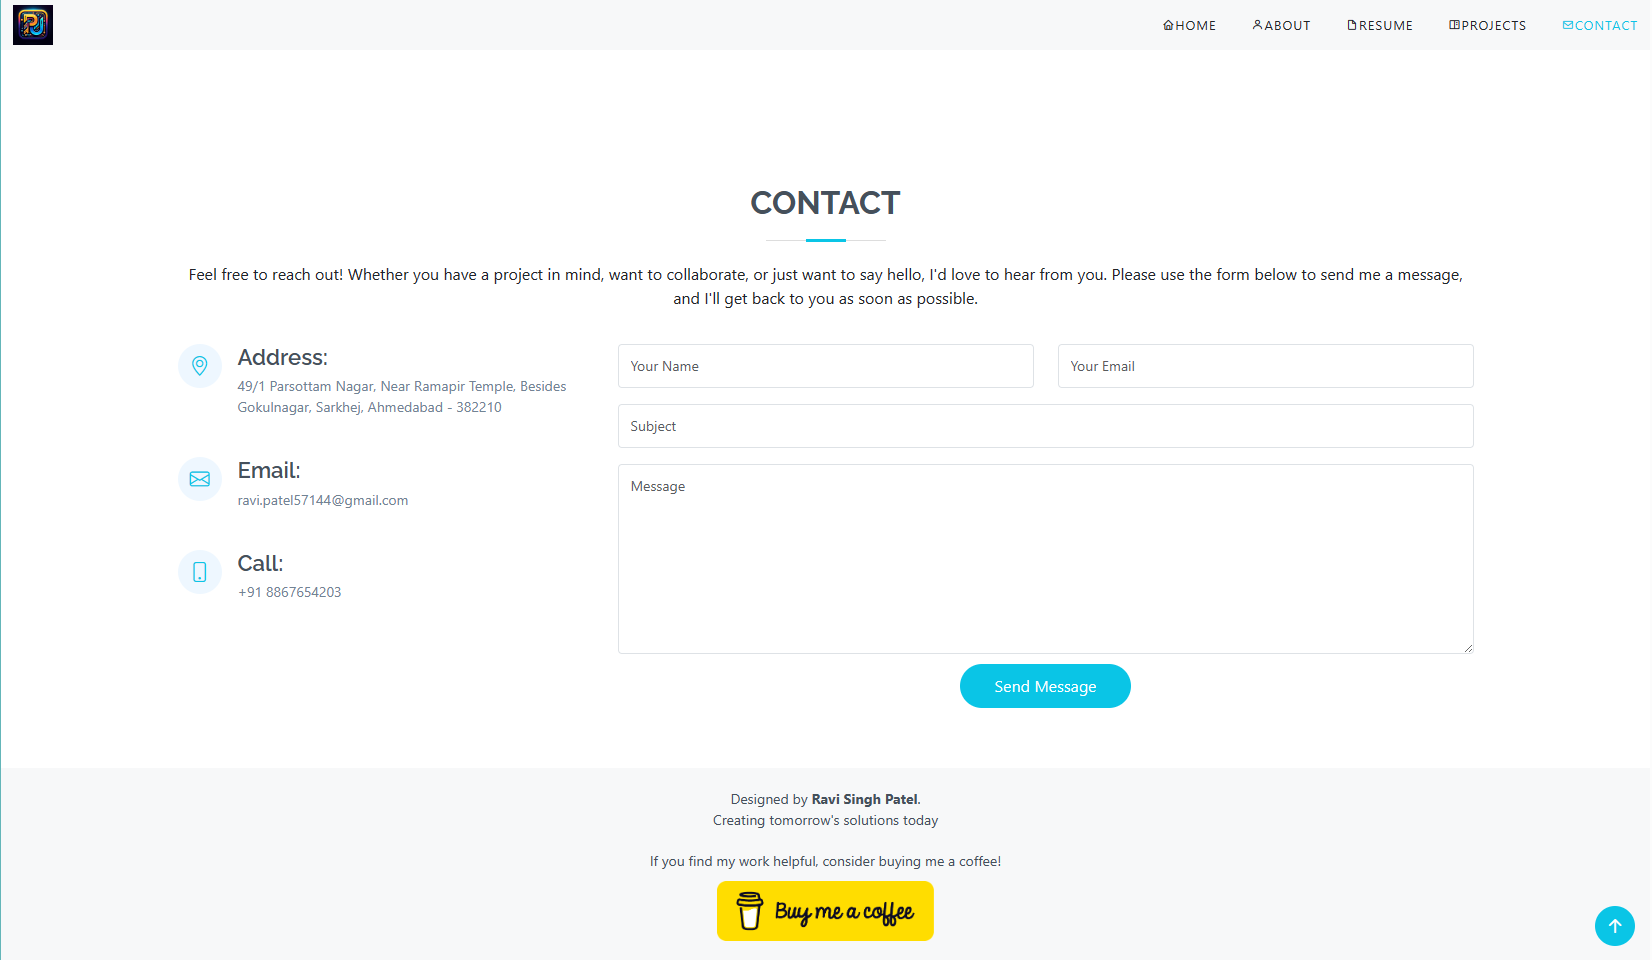 PJ
HOME ABOUT RESUME PROJECTS CONTACT
CONTACT
Feel free to reach out! Whether you have a project in mind, want to collaborate, or just want to say hello, I'd love to hear from you. Please use the form below to send me a message,
and I'll get back to you as soon as possible.
Address:
49/1 Parsottam Nagar, Near Ramapir Temple, Besides
Gokulnagar, Sarkhej, Ahmedabad - 382210
Email:
ravi.patel57144@gmail.com
Call:
+91 8867654203
Your Name Your Email
Subject
Message
Send Message
Designed by Ravi Singh Patel.
Creating tomorrow's solutions today
If you find my work helpful, consider buying me a coffee!
Buy me a coffee